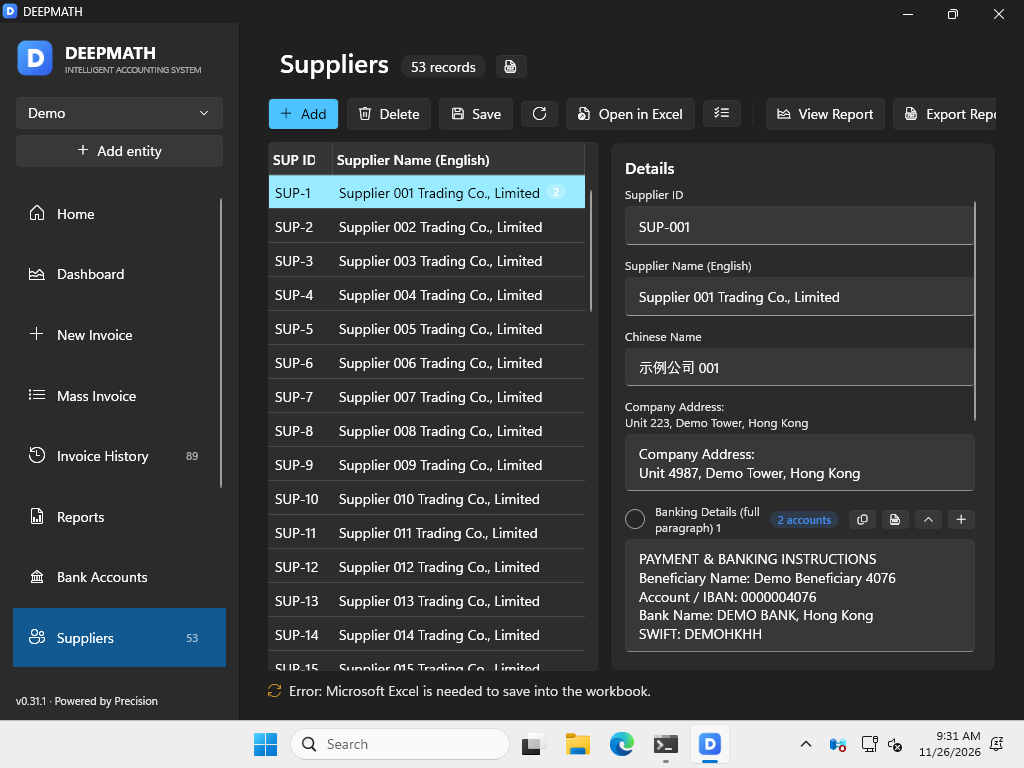 DEEPMATH
DEEPMATH
INTELLIGENT ACCOUNTING SYSTEM
Demo
Add entity
Home
Dashboard
New Invoice
Mass Invoice
Invoice History 89
Reports
Bank Accounts
Suppliers 53
v0.31.1 · Powered by Precision
Suppliers 53 records
Add Delete Save Open in Excel View Report Export Repo
SUP ID Supplier Name (English)
SUP-1 Supplier 001 Trading Co., Limited 2
SUP-2 Supplier 002 Trading Co., Limited
SUP-3 Supplier 003 Trading Co., Limited
SUP-4 Supplier 004 Trading Co., Limited
SUP-5 Supplier 005 Trading Co., Limited
SUP-6 Supplier 006 Trading Co., Limited
SUP-7 Supplier 007 Trading Co., Limited
SUP-8 Supplier 008 Trading Co., Limited
SUP-9 Supplier 009 Trading Co., Limited
SUP-10 Supplier 010 Trading Co., Limited
SUP-11 Supplier 011 Trading Co., Limited
SUP-12 Supplier 012 Trading Co., Limited
SUP-13 Supplier 013 Trading Co., Limited
SUP-14 Supplier 014 Trading Co., Limited
SUP-15 Supplier 015 Trading Co., Limited
Details
Supplier ID
SUP-001
Supplier Name (English)
Supplier 001 Trading Co., Limited
Chinese Name
示例公司 001
Company Address:
Unit 223, Demo Tower, Hong Kong
Company Address:
Unit 4987, Demo Tower, Hong Kong
Banking Details (full
paragraph) 1
2 accounts
PAYMENT & BANKING INSTRUCTIONS
Beneficiary Name: Demo Beneficiary 4076
Account / IBAN: 0000004076
Bank Name: DEMO BANK, Hong Kong
SWIFT: DEMOHKHH
Error: Microsoft Excel is needed to save into the workbook.
Search
9:31 AM
11/26/2026